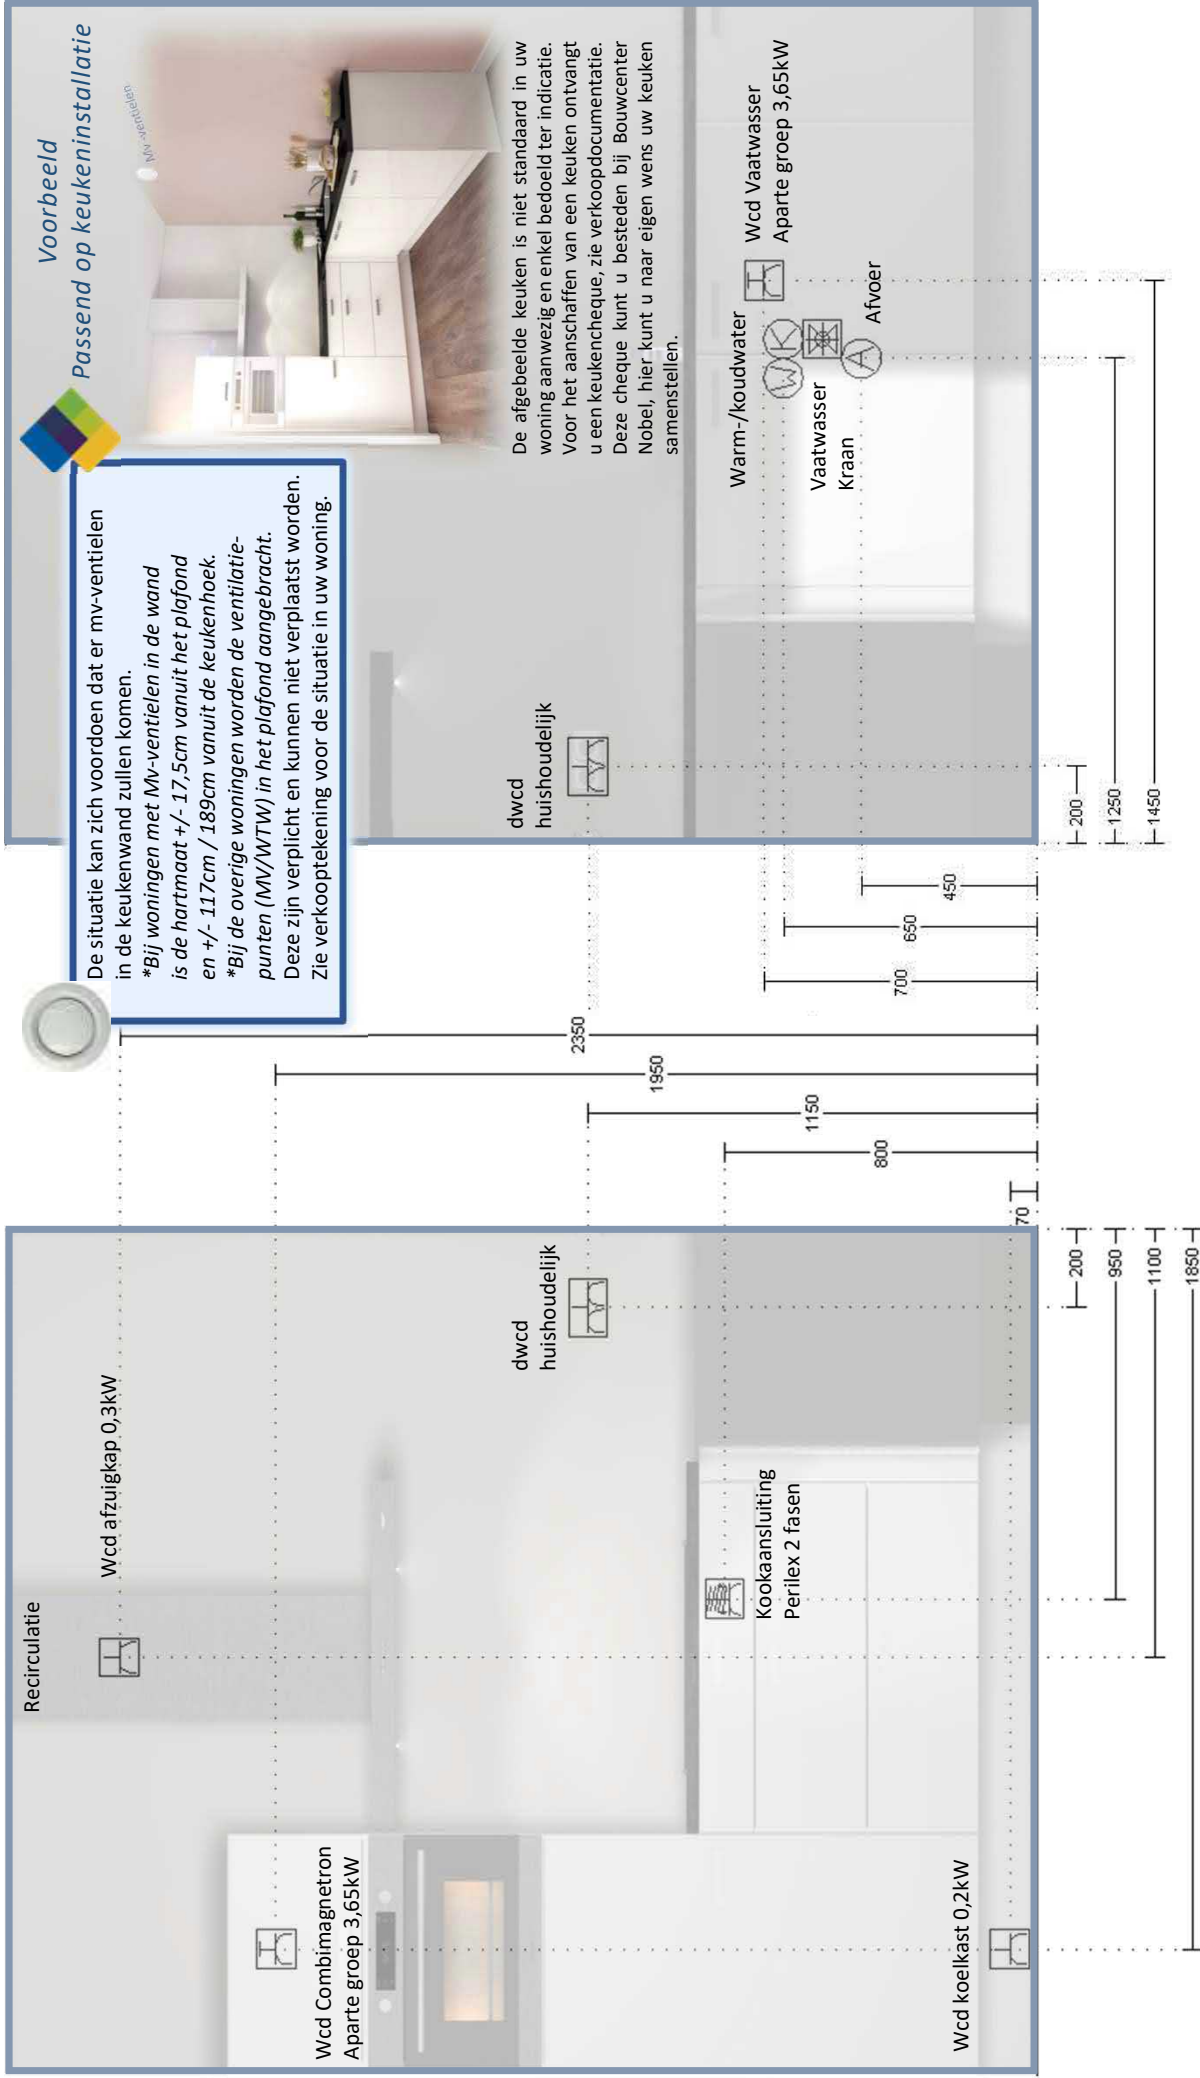 Voorbeeld
Passend op keukeninstallatie
Mv-ventielen
De situatie kan zich voordoen dat er mv-ventielen
in de keukenwand zullen komen.
*Bij woningen met Mv-ventielen in de wand
is de hartmaat +/- 17,5cm vanuit het plafond
en +/- 117cm / 189cm vanuit de keukenhoek.
*Bij de overige woningen worden de ventilatie-
punten (MV/WTW) in het plafond aangebracht.
Deze zijn verplicht en kunnen niet verplaatst worden.
Zie verkooptekening voor de situatie in uw woning.
De afgebeelde keuken is niet standaard in uw
woning aanwezig en enkel bedoeld ter indicatie.
Voor het aanschaffen van een keuken ontvangt
u een keukencheque, zie verkoopdocumentatie.
Deze cheque kunt u besteden bij Bouwcenter
Nobel, hier kunt u naar eigen wens uw keuken
samenstellen.
Recirculatie
Wcd afzuigkap 0,3kW
Wcd Combimagnetron
Aparte groep 3,65kW
dwcd
huishoudelijk
Kookaansluiting
Perilex 2 fasen
Wcd koelkast 0,2kW
2350
1950
1150
800
70
200
950
1100
1850
dwcd
huishoudelijk
Warm-/koudwater
Wcd Vaatwasser
Aparte groep 3,65kW
W
K
A
Vaatwasser
Kraan
Afvoer
700
650
450
200
1250
1450